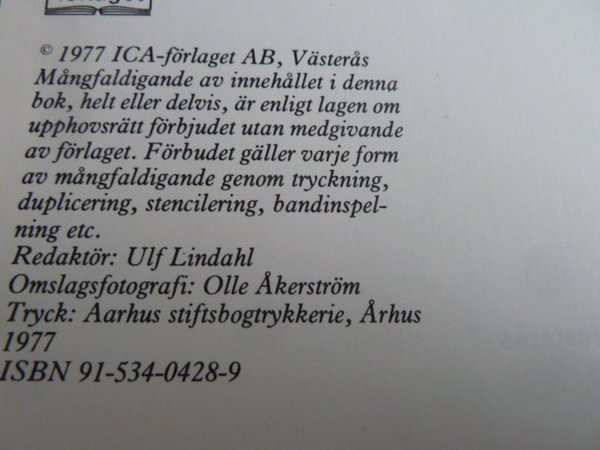 © 1977 ICA-förlaget AB, Västerås
Mångfaldigande av innehållet i denna
bok, helt eller delvis, är enligt lagen om
upphovsrätt förbjudet utan medgivande
av förlaget. Förbudet gäller varje form
av mångfaldigande genom tryckning,
duplicering, stencilering, bandinspel-
ning etc.
Redaktör: Ulf Lindahl
Omslagsfotografi: Olle Åkerström
Tryck: Aarhus stiftsbogtrykkerie, Århus
1977
ISBN 91-534-0428-9